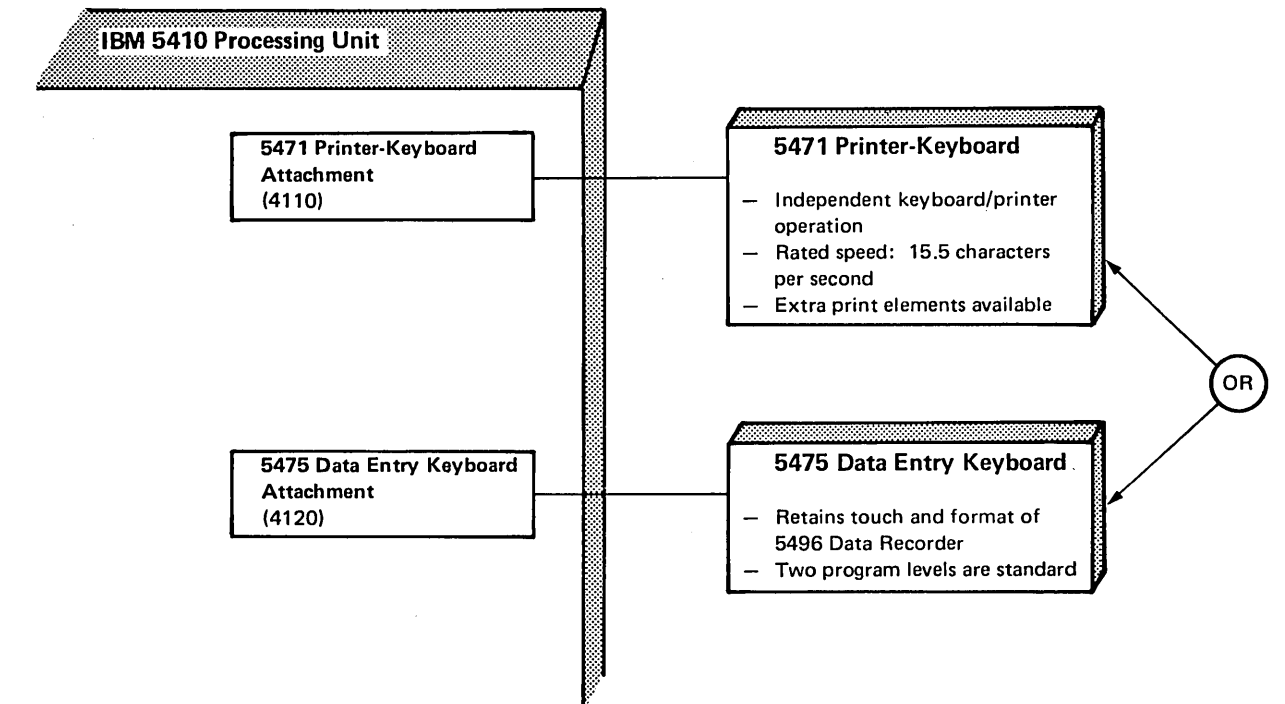 IBM 5410 Processing Unit
5471 Printer-Keyboard
Attachment
(4110)
5471 Printer-Keyboard
— Independent keyboard/printer
operation
— Rated speed: 15.5 characters
per second
— Extra print elements available
OR
5475 Data Entry Keyboard
Attachment
(4120)
5475 Data Entry Keyboard
— Retains touch and format of
5496 Data Recorder
— Two program levels are standard